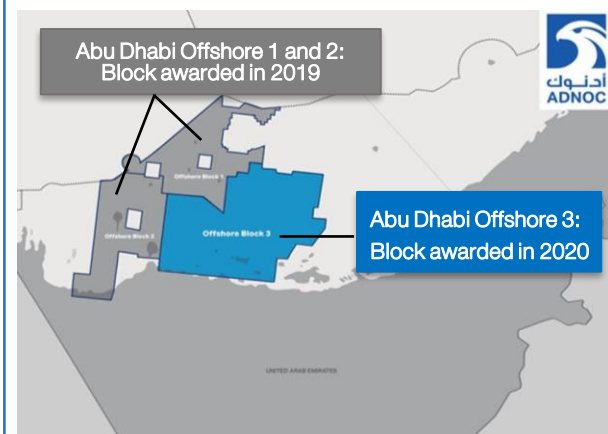 Abu Dhabi Offshore 1 and 2:
Block awarded in 2019
أدنوك
ADNOC
Offshore Block 1
Offshore Block 2
Offshore Block 3
Abu Dhabi Offshore 3:
Block awarded in 2020
UNITED ARAB EMIRATES